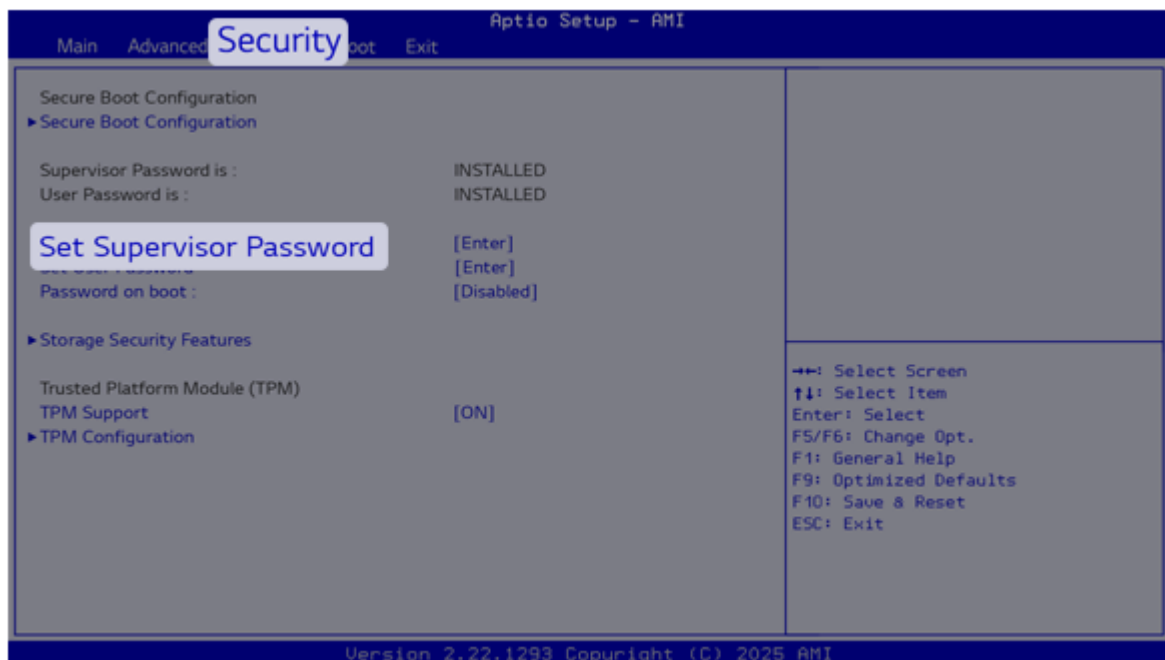 Aptio Setup – AMI
Main Advanced Security Exit
Secure Boot Configuration
►Secure Boot Configuration
Supervisor Password is : INSTALLED
User Password is : INSTALLED
Set Supervisor Password [Enter]
[Enter]
Password on boot : [Disabled]
►Storage Security Features
Trusted Platform Module (TPM)
TPM Support [ON]
►TPM Configuration
→←: Select Screen
↑↓: Select Item
Enter: Select
F5/F6: Change Opt.
F1: General Help
F9: Optimized Defaults
F10: Save & Reset
ESC: Exit
Version 2.22.1293 Copyright (C) 2025 AMI